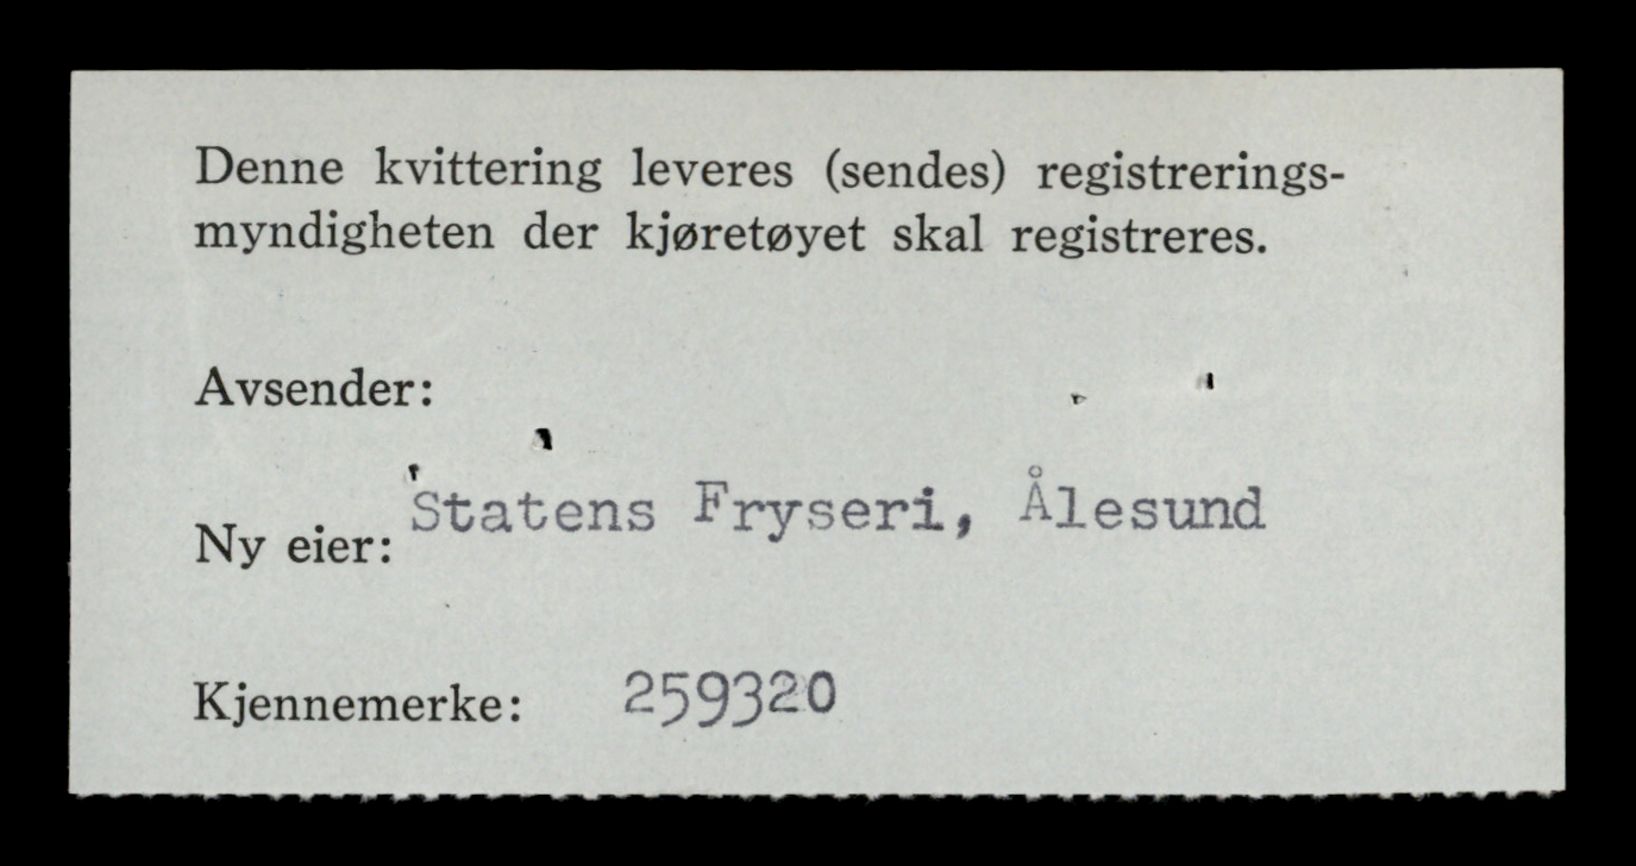 Denne kvittering leveres (sendes) registrerings-
myndigheten der kjøretøyet skal registreres.
Avsender:
Ny eier: Statens Fryseri, Ålesund
Kjennemerke: 259320